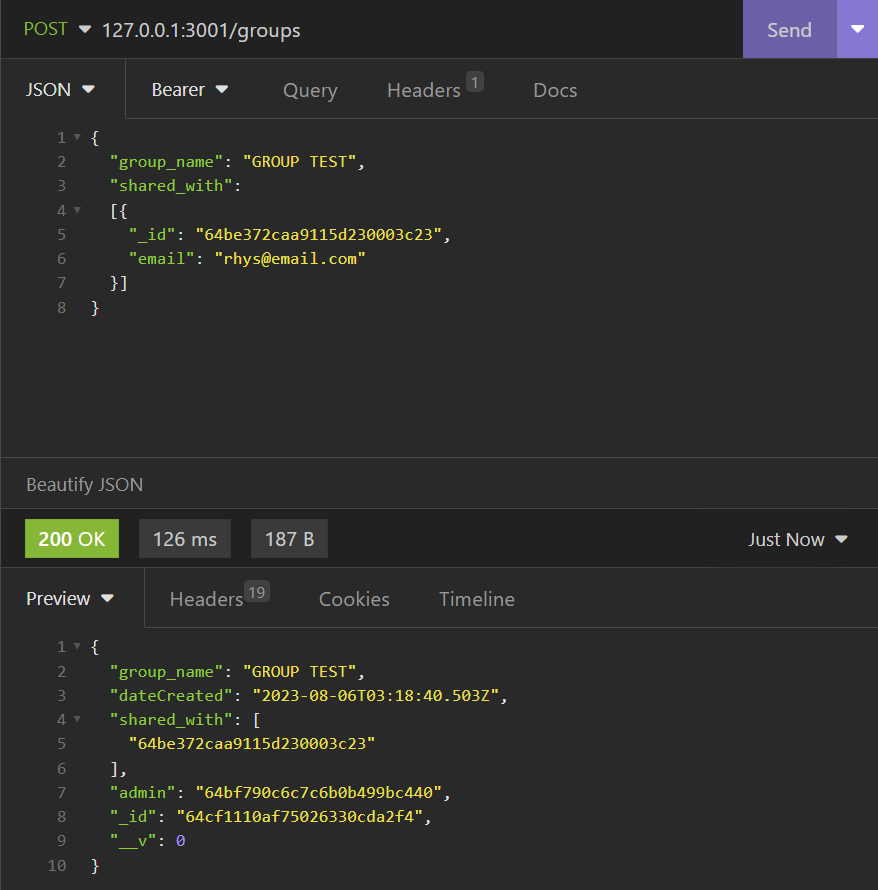 POST 127.0.0.1:3001/groups Send
JSON Bearer Query Headers 1 Docs
1 {
2 "group_name": "GROUP TEST",
3 "shared_with":
4 [{
5 "_id": "64be372caa9115d230003c23",
6 "email": "rhys@email.com"
7 }]
8 }
Beautify JSON
200 OK 126 ms 187 B Just Now
Preview Headers 19 Cookies Timeline
1 {
2 "group_name": "GROUP TEST",
3 "dateCreated": "2023-08-06T03:18:40.503Z",
4 "shared_with": [
5 "64be372caa9115d230003c23"
6 ],
7 "admin": "64bf790c6c7c6b0b499bc440",
8 "_id": "64cf1110af75026330cda2f4",
9 "__v": 0
10 }